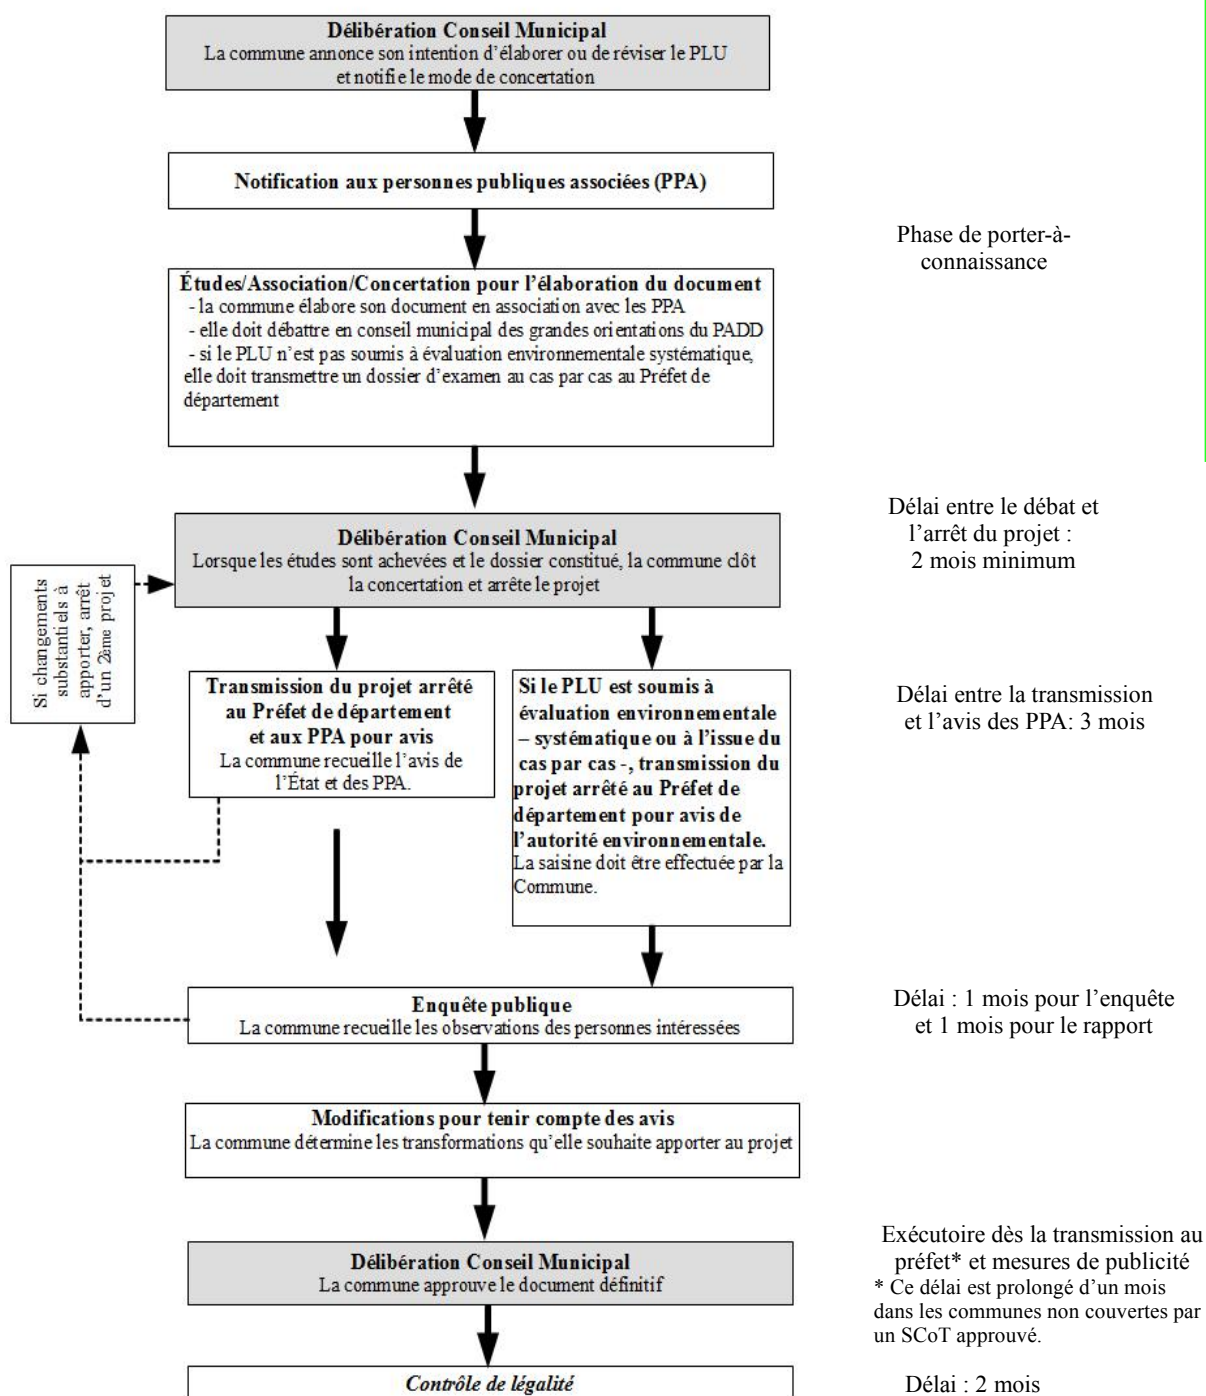 Délibération Conseil Municipal
La commune annonce son intention d’élaborer ou de réviser le PLU
et notifie le mode de concertation
Notification aux personnes publiques associées (PPA)
Phase de porter-à-
connaissance
Études/Association/Concertation pour l’élaboration du document
- la commune élabore son document en association avec les PPA
- elle doit débattre en conseil municipal des grandes orientations du PADD
- si le PLU n’est pas soumis à évaluation environnementale systématique,
elle doit transmettre un dossier d’examen au cas par cas au Préfet de
département
Délai entre le débat et
l’arrêt du projet :
2 mois minimum
Délibération Conseil Municipal
Lorsque les études sont achevées et le dossier constitué, la commune clôt
la concertation et arrête le projet
Si changements
substantiels à
apporter, arrêt
d’un 2ème projet
Transmission du projet arrêté
au Préfet de département
et aux PPA pour avis
La commune recueille l’avis de
l’État et des PPA.
Si le PLU est soumis à
évaluation environnementale
– systématique ou à l’issue du
cas par cas -, transmission du
projet arrêté au Préfet de
département pour avis de
l’autorité environnementale.
La saisine doit être effectuée par la
Commune.
Délai entre la transmission
et l’avis des PPA: 3 mois
Enquête publique
La commune recueille les observations des personnes intéressées
Délai : 1 mois pour l’enquête
et 1 mois pour le rapport
Modifications pour tenir compte des avis
La commune détermine les transformations qu’elle souhaite apporter au projet
Délibération Conseil Municipal
La commune approuve le document définitif
Exécutoire dès la transmission au
préfet* et mesures de publicité
* Ce délai est prolongé d’un mois
dans les communes non couvertes par
un SCoT approuvé.
Contrôle de légalité
Délai : 2 mois